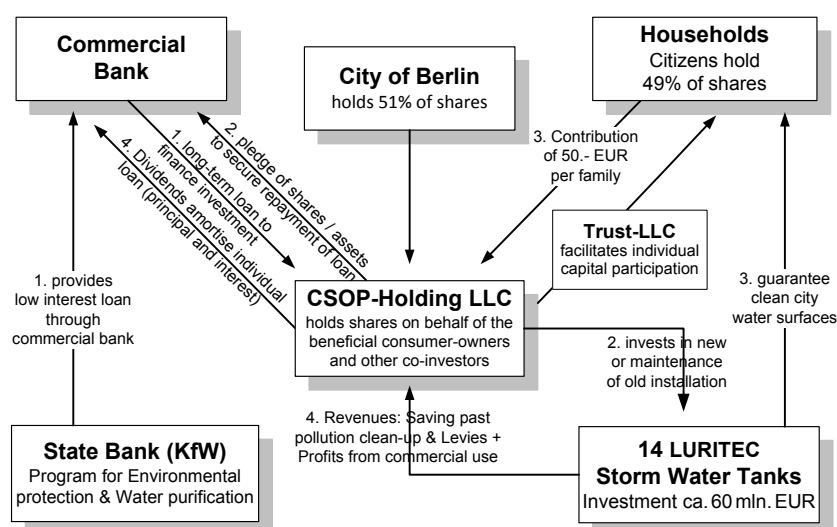 Commercial
Bank
City of Berlin
holds 51% of shares
Households
Citizens hold
49% of shares
1. long-term loan to
finance investment
2. pledge of shares / assets
to secure repayment of loan
4. Dividends amortise individual
loan (principal and interest)
3. Contribution
of 50.- EUR
per family
Trust-LLC
facilitates individual
capital participation
1. provides
low interest loan
through
commercial bank
CSOP-Holding LLC
holds shares on behalf of the
beneficial consumer-owners
and other co-investors
3. guarantee
clean city
water surfaces
2. invests in new
or maintenance
of old installation
4. Revenues: Saving past
pollution clean-up & Levies +
Profits from commercial use
State Bank (KfW)
Program for Environmental
protection & Water purification
14 LURITEC
Storm Water Tanks
Investment ca. 60 mln. EUR